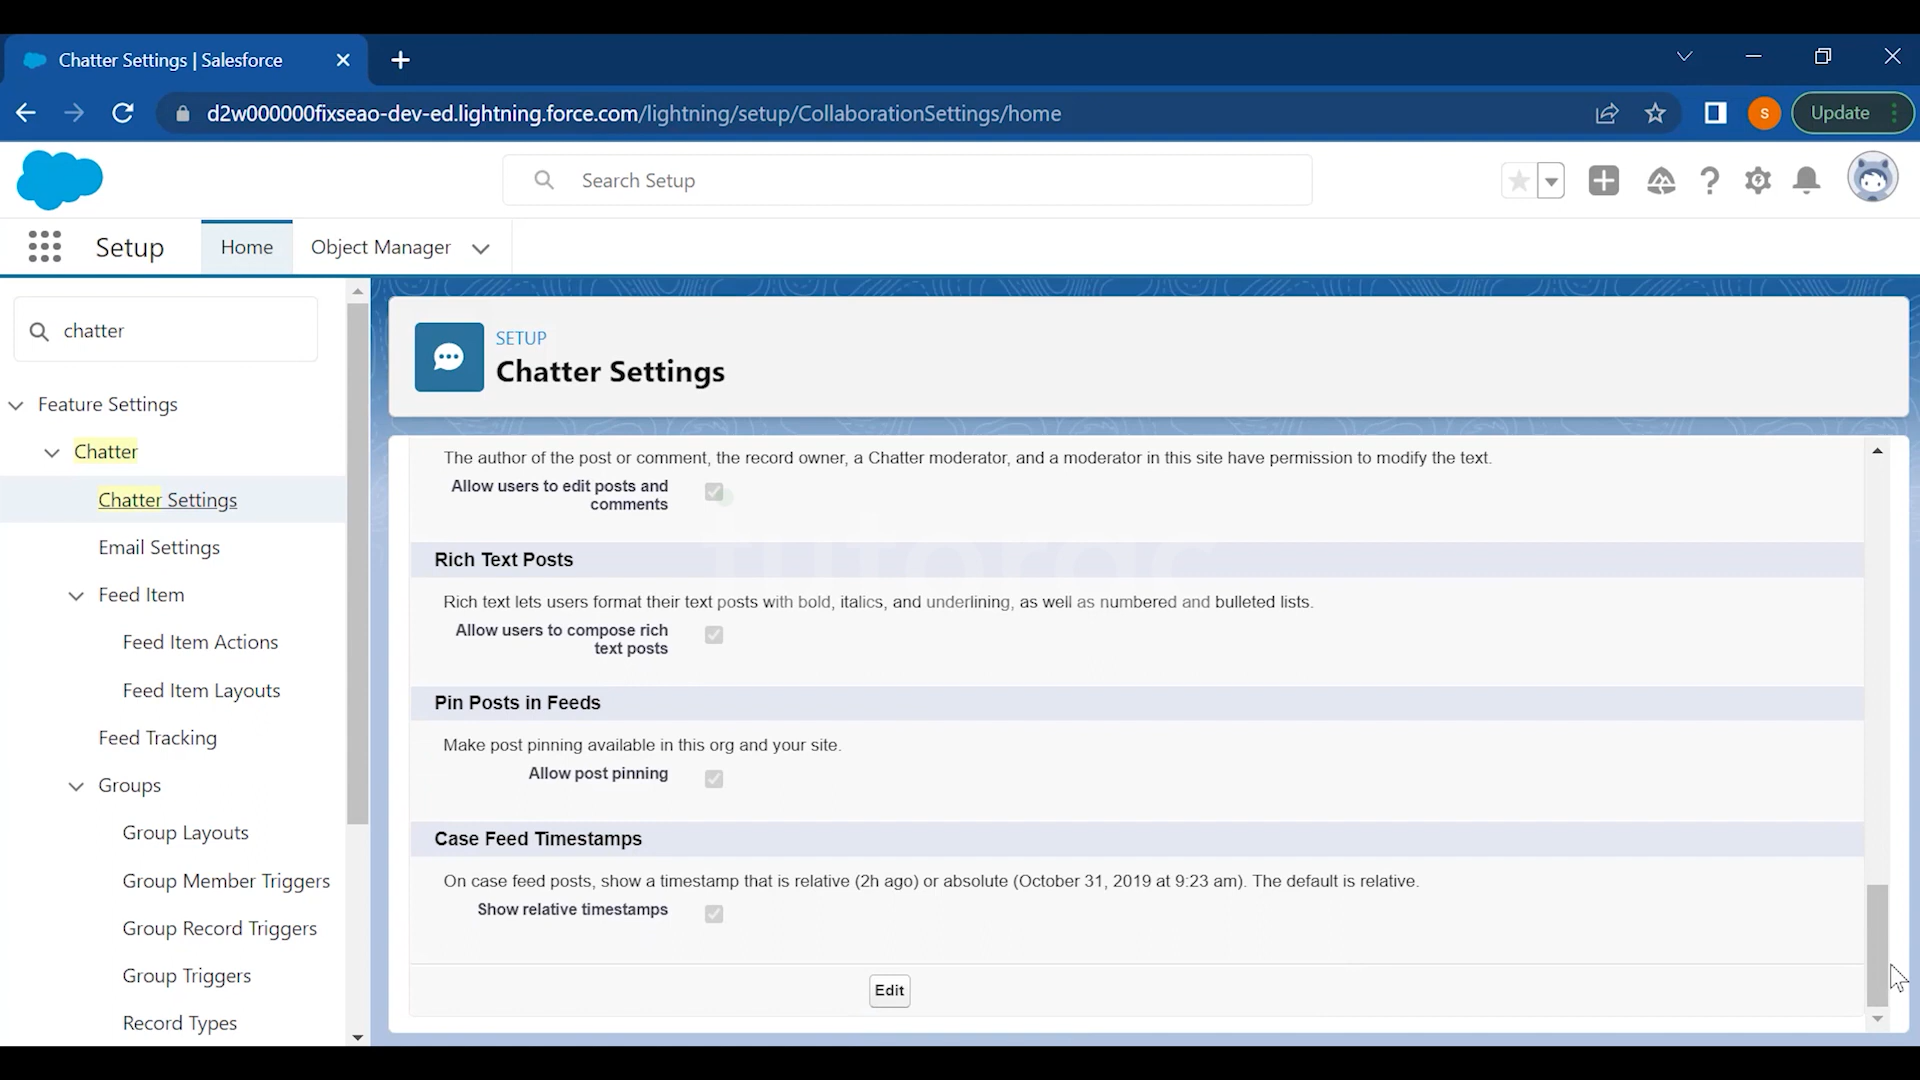 Chatter Settings | Salesforce
d2w000000fixseao-dev-ed.lightning.force.com/lightning/setup/CollaborationSettings/home
S
Update
Search Setup
Setup
Home
Object Manager
chatter
Feature Settings
Chatter
Chatter Settings
Email Settings
Feed Item
Feed Item Actions
Feed Item Layouts
Feed Tracking
Groups
Group Layouts
Group Member Triggers
Group Record Triggers
Group Triggers
Record Types
SETUP
Chatter Settings
The author of the post or comment, the record owner, a Chatter moderator, and a moderator in this site have permission to modify the text.
Allow users to edit posts and
comments
Rich Text Posts
Rich text lets users format their text posts with bold, italics, and underlining, as well as numbered and bulleted lists.
Allow users to compose rich
text posts
Pin Posts in Feeds
Make post pinning available in this org and your site.
Allow post pinning
Case Feed Timestamps
On case feed posts, show a timestamp that is relative (2h ago) or absolute (October 31, 2019 at 9:23 am). The default is relative.
Show relative timestamps
Edit